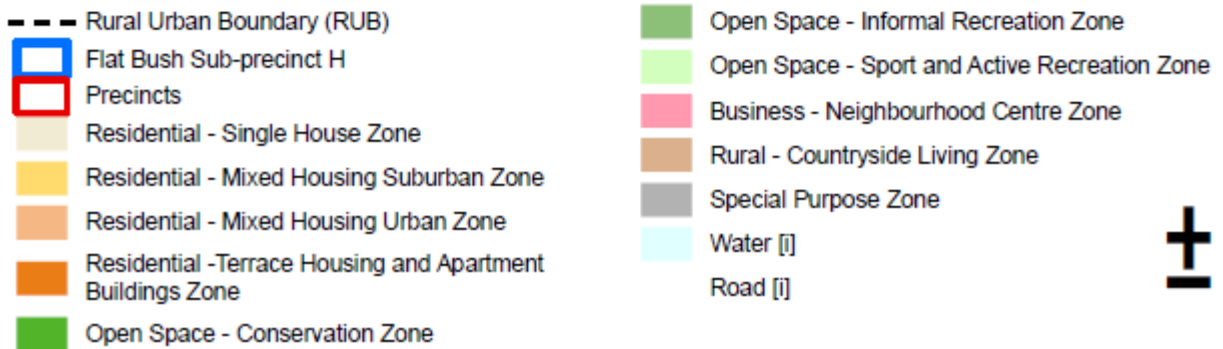 Rural Urban Boundary (RUB)
Flat Bush Sub-precinct H
Precincts
Residential - Single House Zone
Residential - Mixed Housing Suburban Zone
Residential - Mixed Housing Urban Zone
Residential -Terrace Housing and Apartment
Buildings Zone
Open Space - Conservation Zone
Open Space - Informal Recreation Zone
Open Space - Sport and Active Recreation Zone
Business - Neighbourhood Centre Zone
Rural - Countryside Living Zone
Special Purpose Zone
Water [i]
Road [i]